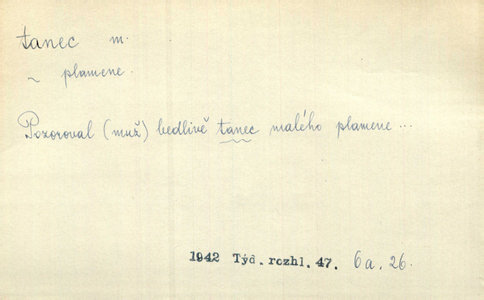 tanec m.
~ plamene.
Pozoroval (muž) bedlivě tanec malého plamene ...
1942 Týd. rozhl. 47. 6a. 26.